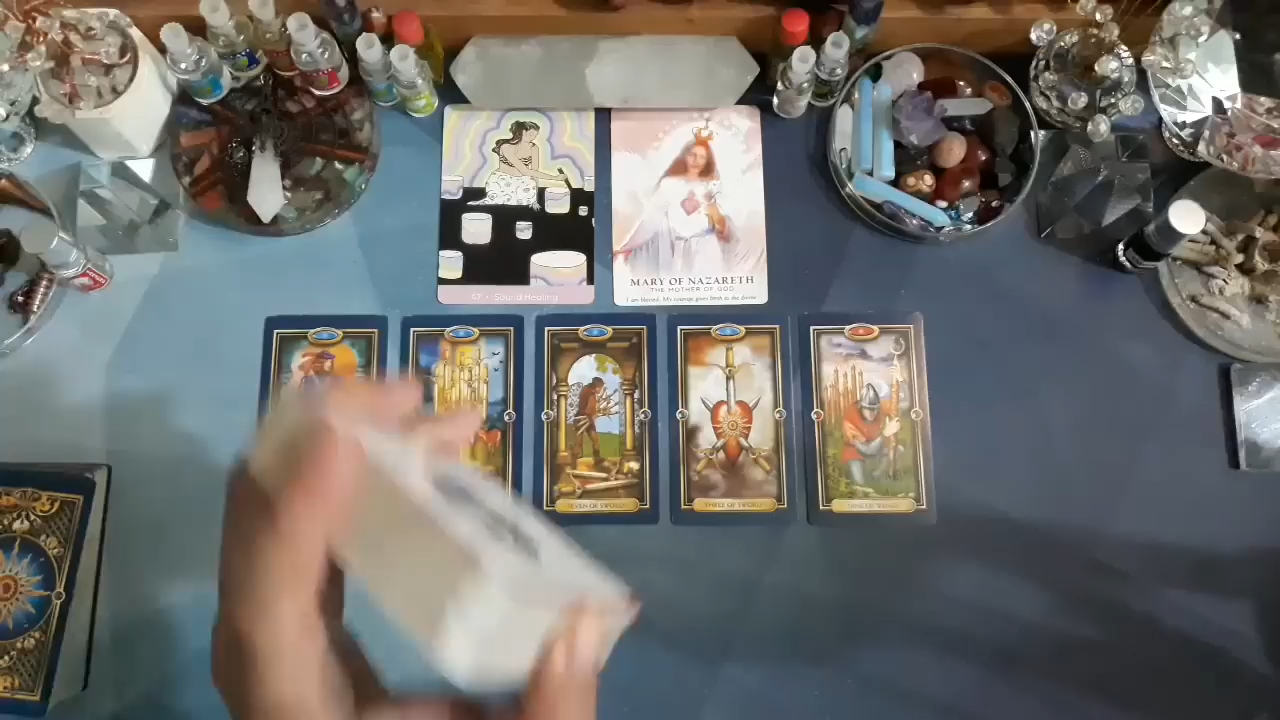 67 • Sound Healing
MARY OF NAZARETH
THE MOTHER OF GOD
I am blessed. My courage gives birth to the divine
SEVEN OF SWORDS
THREE OF SWORDS